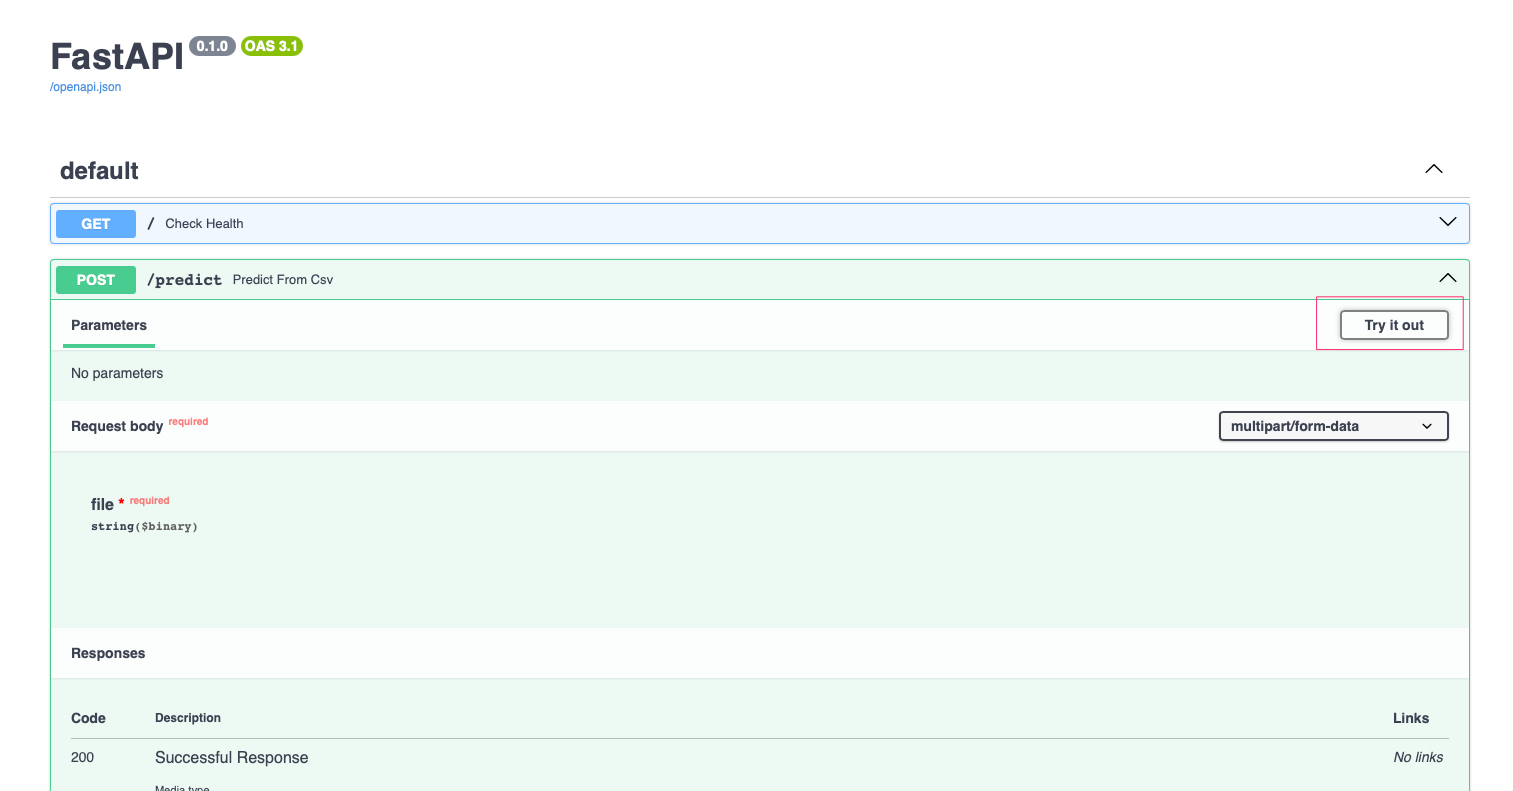 FastAPI 0.1.0 OAS 3.1
/openapi.json
default
GET / Check Health
POST /predict Predict From Csv
Parameters
Try it out
No parameters
Request body required
multipart/form-data
file * required
string($binary)
Responses
Code Description Links
200 Successful Response No links
Media type